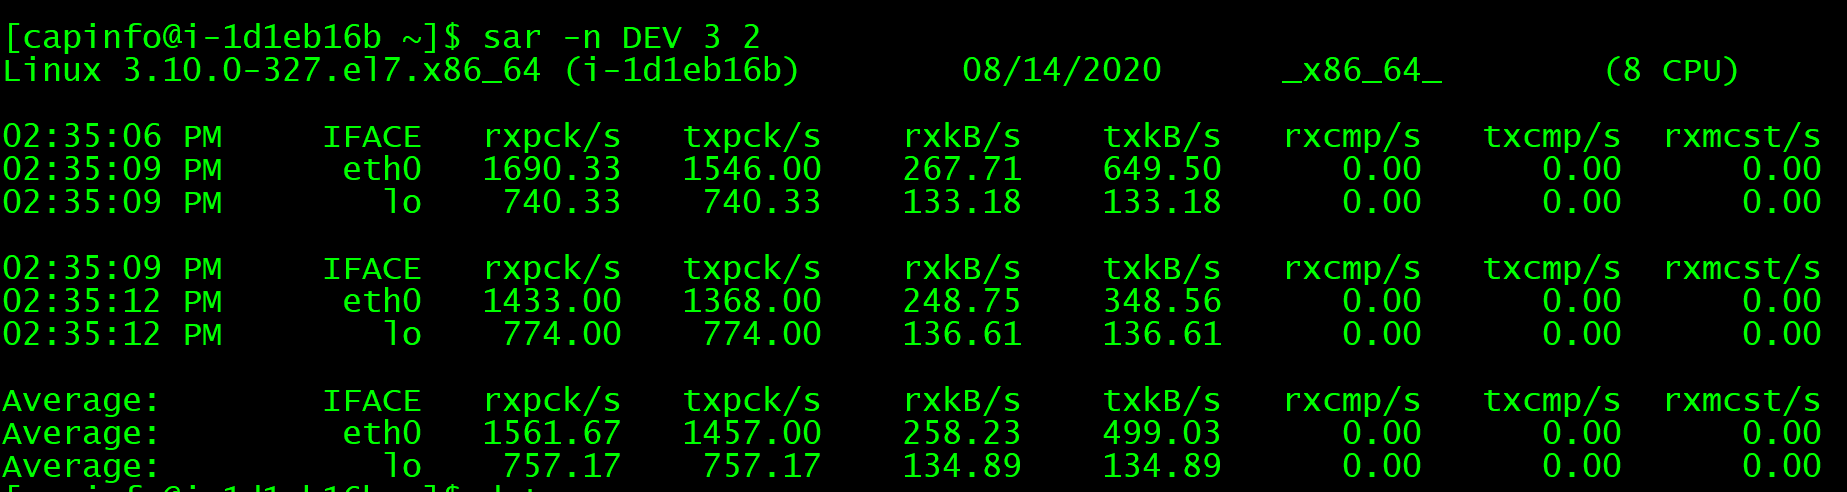 [capinfo@i-1d1eb16b ~]$ sar -n DEV 3 2
Linux 3.10.0-327.el7.x86_64 (i-1d1eb16b) 08/14/2020 _x86_64_ (8 CPU)
02:35:06 PM IFACE rxpck/s txpck/s rxkB/s txkB/s rxcmp/s txcmp/s rxmcst/s
02:35:09 PM eth0 1690.33 1546.00 267.71 649.50 0.00 0.00 0.00
02:35:09 PM lo 740.33 740.33 133.18 133.18 0.00 0.00 0.00
02:35:09 PM IFACE rxpck/s txpck/s rxkB/s txkB/s rxcmp/s txcmp/s rxmcst/s
02:35:12 PM eth0 1433.00 1368.00 248.75 348.56 0.00 0.00 0.00
02:35:12 PM lo 774.00 774.00 136.61 136.61 0.00 0.00 0.00
Average: IFACE rxpck/s txpck/s rxkB/s txkB/s rxcmp/s txcmp/s rxmcst/s
Average: eth0 1561.67 1457.00 258.23 499.03 0.00 0.00 0.00
Average: lo 757.17 757.17 134.89 134.89 0.00 0.00 0.00